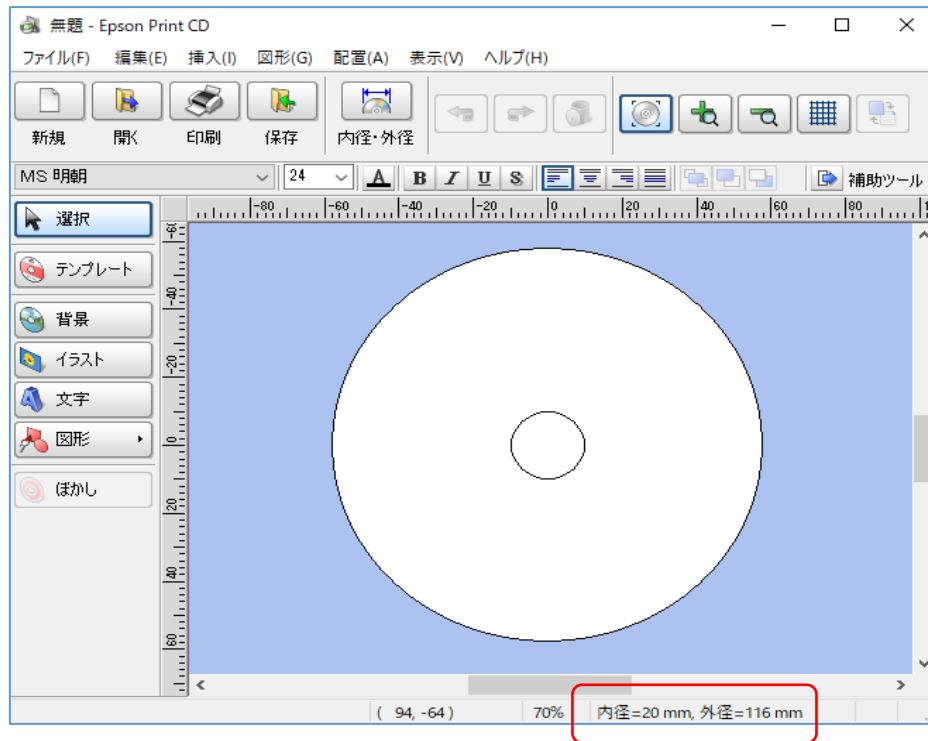 無題 - Epson Print CD
ファイル(F) 編集(E) 挿入(I) 図形(G) 配置(A) 表示(V) ヘルプ(H)
新規 開く 印刷 保存 内径・外径
MS 明朝 24 A B I U S 補助ツール
選択
-80 -60 -40 -20 0 20 40 60 80
テンプレート
-40
背景
イラスト
-20
文字
図形
0
ぼかし
20
40
60
( 94, -64 ) 70% 内径=20 mm, 外径=116 mm